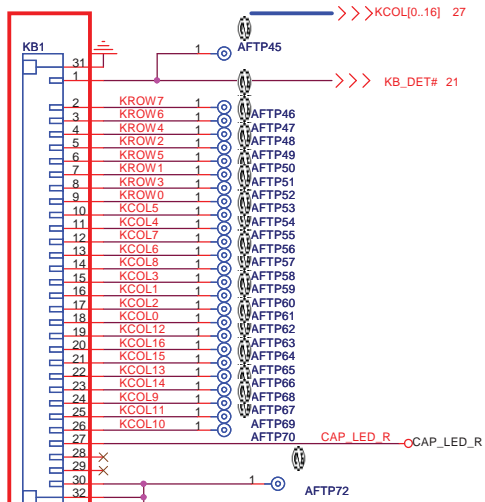 KCOL[0..16] 27
KB1
1 AFTP45
31
1 KB_DET# 21
2 KROW7 1 AFTP46
3 KROW6 1 AFTP47
4 KROW4 1 AFTP48
5 KROW2 1 AFTP49
6 KROW5 1 AFTP50
7 KROW1 1 AFTP51
8 KROW3 1 AFTP52
9 KROW0 1 AFTP53
10 KCOL5 1 AFTP54
11 KCOL4 1 AFTP55
12 KCOL7 1 AFTP56
13 KCOL6 1 AFTP57
14 KCOL8 1 AFTP58
15 KCOL3 1 AFTP59
16 KCOL1 1 AFTP60
17 KCOL2 1 AFTP61
18 KCOL0 1 AFTP62
19 KCOL12 1 AFTP63
20 KCOL16 1 AFTP64
21 KCOL15 1 AFTP65
22 KCOL13 1 AFTP66
23 KCOL14 1 AFTP67
24 KCOL9 1
25 KCOL11 1 AFTP69
26 KCOL10 1 AFTP70
27 CAP_LED_R CAP_LED_R
28
29
30 1 AFTP72
32